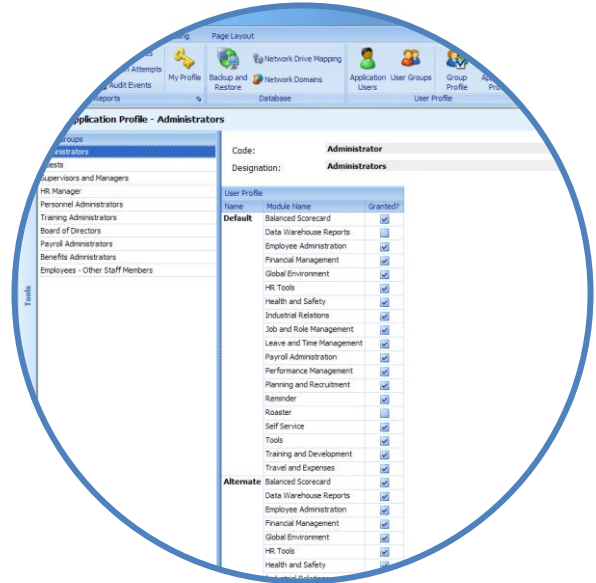 Page Layout
Attempts
Audit Events
Reports
My Profile
Backup and
Restore
Network Drive Mapping
Network Domains
Database
Application
Users
User Groups
Group
Profile
User Profile
Application Profile - Administrators
Groups
Administrators
Guests
Supervisors and Managers
HR Manager
Personnel Administrators
Training Administrators
Board of Directors
Payroll Administrators
Benefits Admnistrators
Employees - Other Staff Members
Tools
Code: Administrator
Designation: Administrators
User Profile
Name Module Name Granted?
Default Balanced Scorecard
Data Warehouse Reports
Employee Administration
Financial Management
Global Environment
HR Tools
Health and Safety
Industrial Relations
Job and Role Management
Leave and Time Management
Payroll Administration
Performance Management
Planning and Recruitment
Reminder
Roaster
Self Service
Tools
Training and Development
Travel and Expenses
Alternate Balanced Scorecard
Data Warehouse Reports
Employee Administration
Financial Management
Global Environment
HR Tools
Health and Safety
Industrial Relations